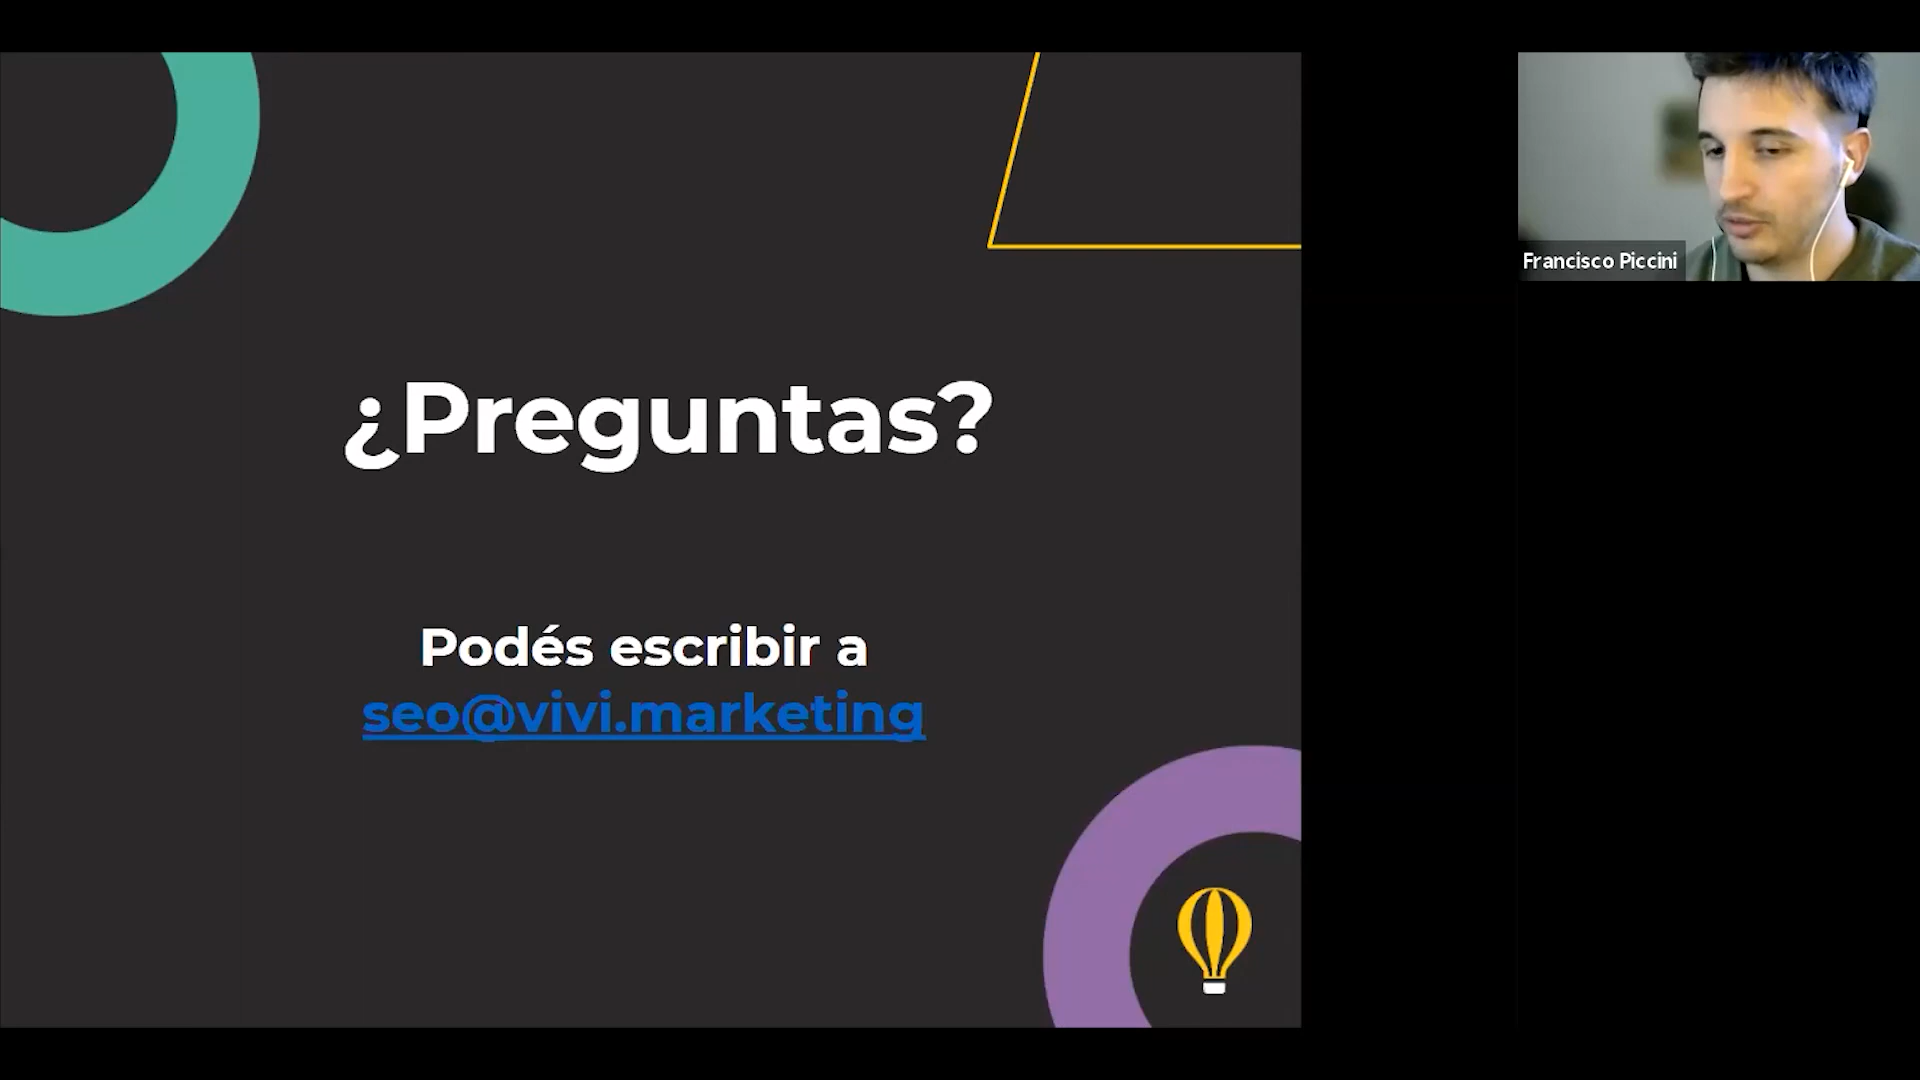 ¿Preguntas?
Podés escribir a
seo@vivi.marketing
Francisco Piccini